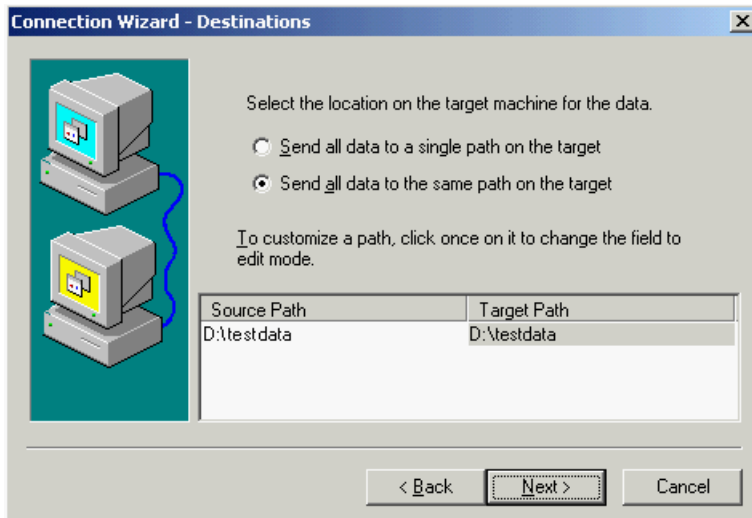 Connection Wizard - Destinations
Select the location on the target machine for the data.
Send all data to a single path on the target
Send all data to the same path on the target
To customize a path, click once on it to change the field to
edit mode.
Source Path Target Path
D:\testdata D:\testdata
< Back Next > Cancel